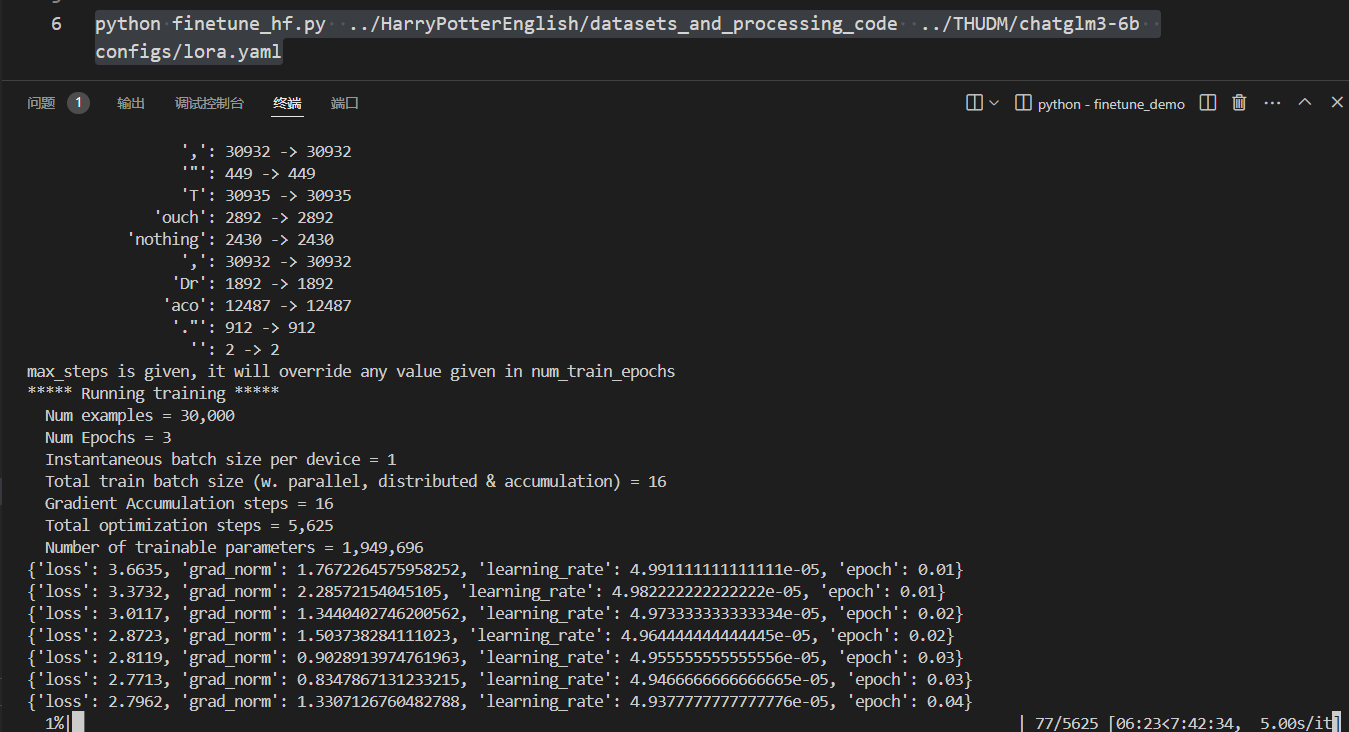 6 python finetune_hf.py ../HarryPotterEnglish/datasets_and_processing_code ../THUDM/chatglm3-6b
configs/lora.yaml
问题 1 输出 调试控制台 终端 端口 python - finetune_demo
',': 30932 -> 30932
'"': 449 -> 449
'T': 30935 -> 30935
'ouch': 2892 -> 2892
'nothing': 2430 -> 2430
',': 30932 -> 30932
'Dr': 1892 -> 1892
'aco': 12487 -> 12487
'."': 912 -> 912
'': 2 -> 2
max_steps is given, it will override any value given in num_train_epochs
***** Running training *****
Num examples = 30,000
Num Epochs = 3
Instantaneous batch size per device = 1
Total train batch size (w. parallel, distributed & accumulation) = 16
Gradient Accumulation steps = 16
Total optimization steps = 5,625
Number of trainable parameters = 1,949,696
{'loss': 3.6635, 'grad_norm': 1.7672264575958252, 'learning_rate': 4.991111111111111e-05, 'epoch': 0.01}
{'loss': 3.3732, 'grad_norm': 2.28572154045105, 'learning_rate': 4.982222222222222e-05, 'epoch': 0.01}
{'loss': 3.0117, 'grad_norm': 1.3440402746200562, 'learning_rate': 4.973333333333334e-05, 'epoch': 0.02}
{'loss': 2.8723, 'grad_norm': 1.503738284111023, 'learning_rate': 4.964444444444445e-05, 'epoch': 0.02}
{'loss': 2.8119, 'grad_norm': 0.9028913974761963, 'learning_rate': 4.955555555555556e-05, 'epoch': 0.03}
{'loss': 2.7713, 'grad_norm': 0.8347867131233215, 'learning_rate': 4.9466666666666665e-05, 'epoch': 0.03}
{'loss': 2.7962, 'grad_norm': 1.3307126760482788, 'learning_rate': 4.9377777777777776e-05, 'epoch': 0.04}
1%| | 77/5625 [06:23<7:42:34, 5.00s/it]